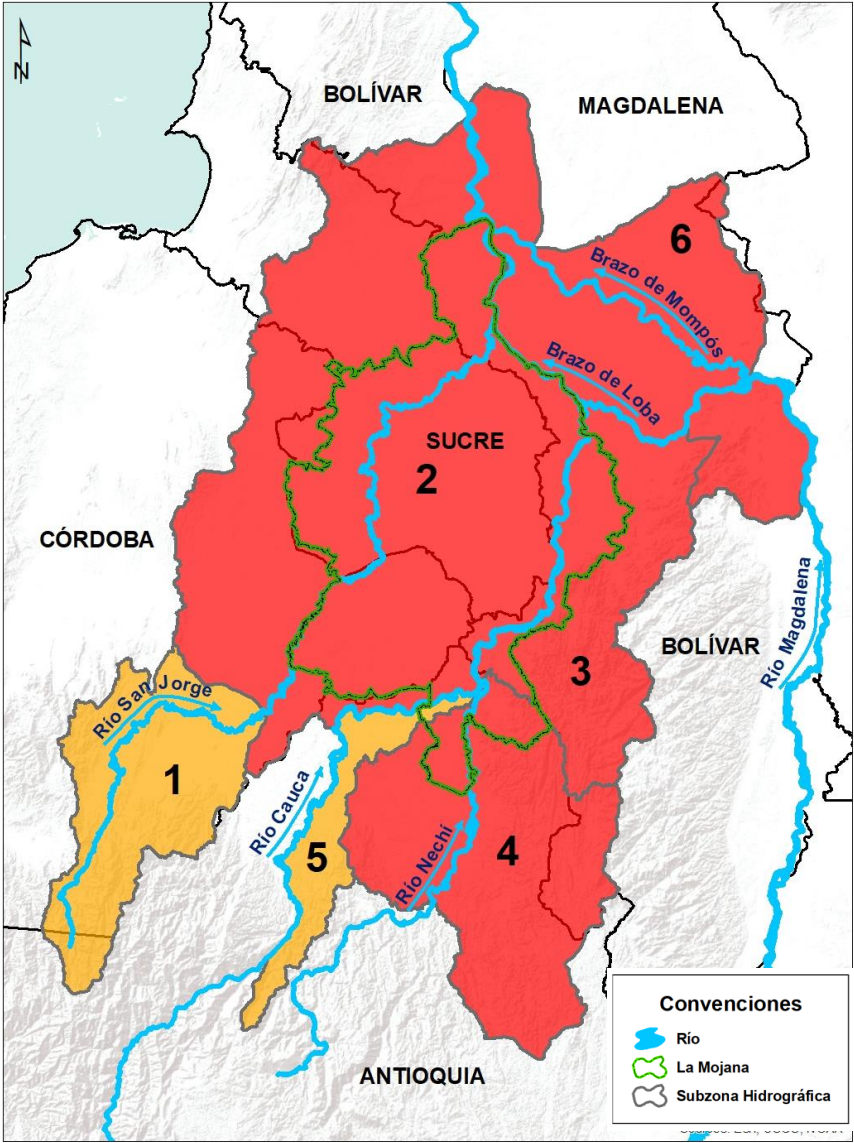 N
BOLÍVAR
MAGDALENA
6
Brazo de Mompós
Brazo de Loba
SUCRE
2
CÓRDOBA
BOLÍVAR
Río Magdalena
3
Río San Jorge
1
Río Cauca
5
Río Nechí
4
ANTIOQUIA
Convenciones
Río
La Mojana
Subzona Hidrográfica